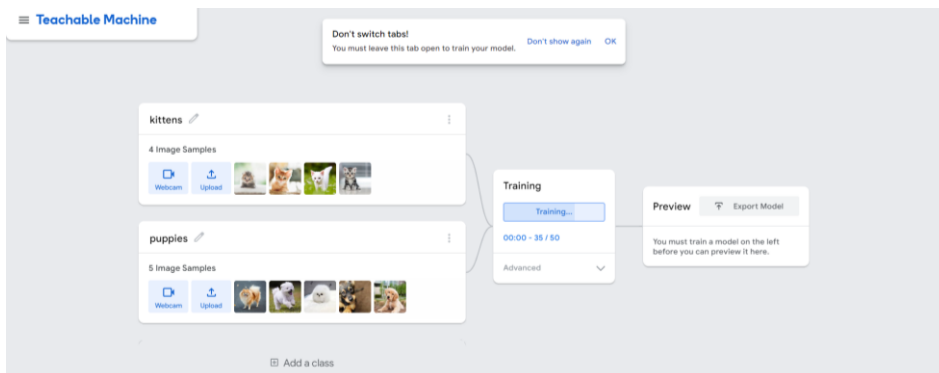 Teachable Machine
Don't switch tabs!
You must leave this tab open to train your model.
Don't show again
OK
kittens
4 Image Samples
Webcam
Upload
puppies
5 Image Samples
Webcam
Upload
Add a class
Training
Training...
00:00 - 35 / 50
Advanced
Preview
Export Model
You must train a model on the left
before you can preview it here.